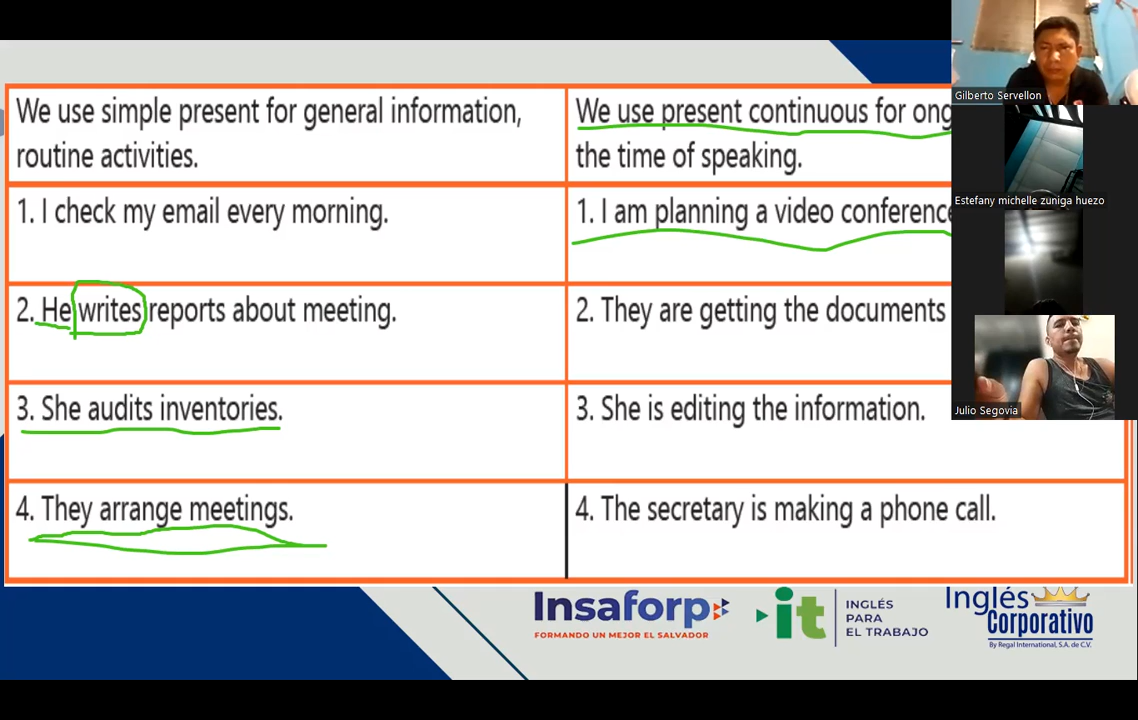 We use simple present for general information,
routine activities.
We use present continuous for
the time of speaking.
1. I check my email every morning.
1. I am planning a video conference
2. He writes reports about meeting.
2. They are getting the documents
3. She audits inventories.
3. She is editing the information.
4. They arrange meetings.
4. The secretary is making a phone call.
Gilberto Servellon
Estefany michelle zuniga huezo
Julio Segovia
Insaforp
FORMANDO UN MEJOR EL SALVADOR
it
INGLÉS
PARA
EL TRABAJO
Inglés
Corporativo
By Regal International, S.A. de C.V.